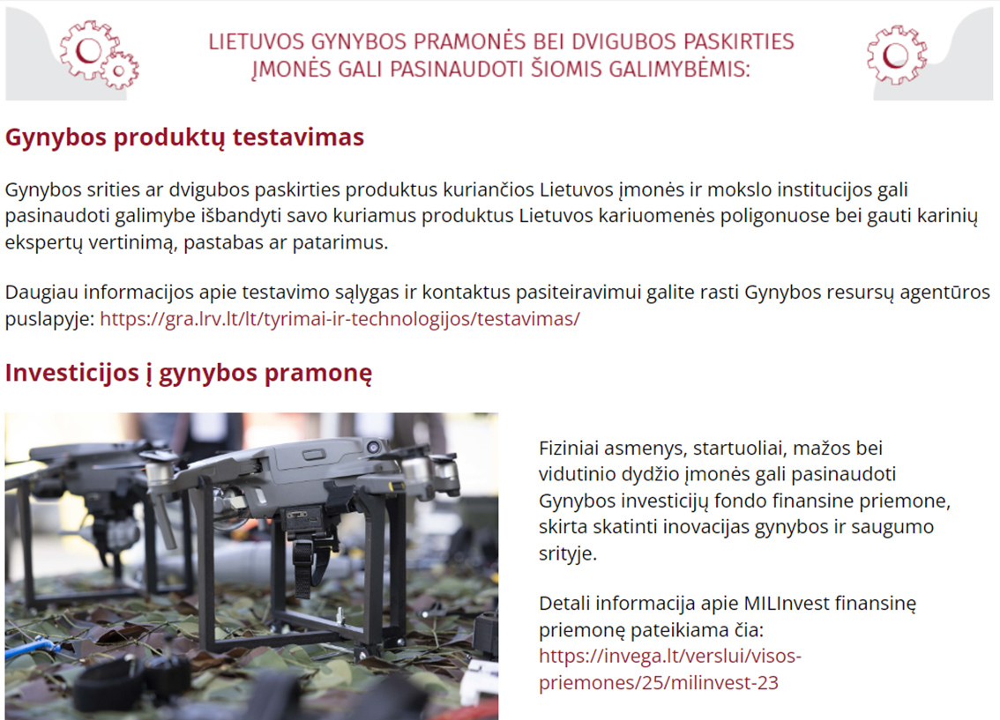 LIETUVOS GYNYBOS PRAMONĖS BEI DVIGUBOS PASKIRTIES
ĮMONĖS GALI PASINAUDOTI ŠIOMIS GALIMYBĖMIS:
Gynybos produktų testavimas
Gynybos srities ar dvigubos paskirties produktus kuriančios Lietuvos įmonės ir mokslo institucijos gali
pasinaudoti galimybe išbandyti savo kuriamus produktus Lietuvos kariuomenės poligonuose bei gauti karinių
ekspertų vertinimą, pastabas ar patarimus.
Daugiau informacijos apie testavimo sąlygas ir kontaktus pasiteiravimui galite rasti Gynybos resursų agentūros
puslapyje: https://gra.lrv.lt/lt/tyrimai-ir-technologijos/testavimas/
Investicijos į gynybos pramonę
Fiziniai asmenys, startuoliai, mažos bei
vidutinio dydžio įmonės gali pasinaudoti
Gynybos investicijų fondo finansine priemone,
skirta skatinti inovacijas gynybos ir saugumo
srityje.
Detali informacija apie MILInvest finansinę
priemonę pateikiama čia:
https://invega.lt/verslui/visos-
priemones/25/milinvest-23